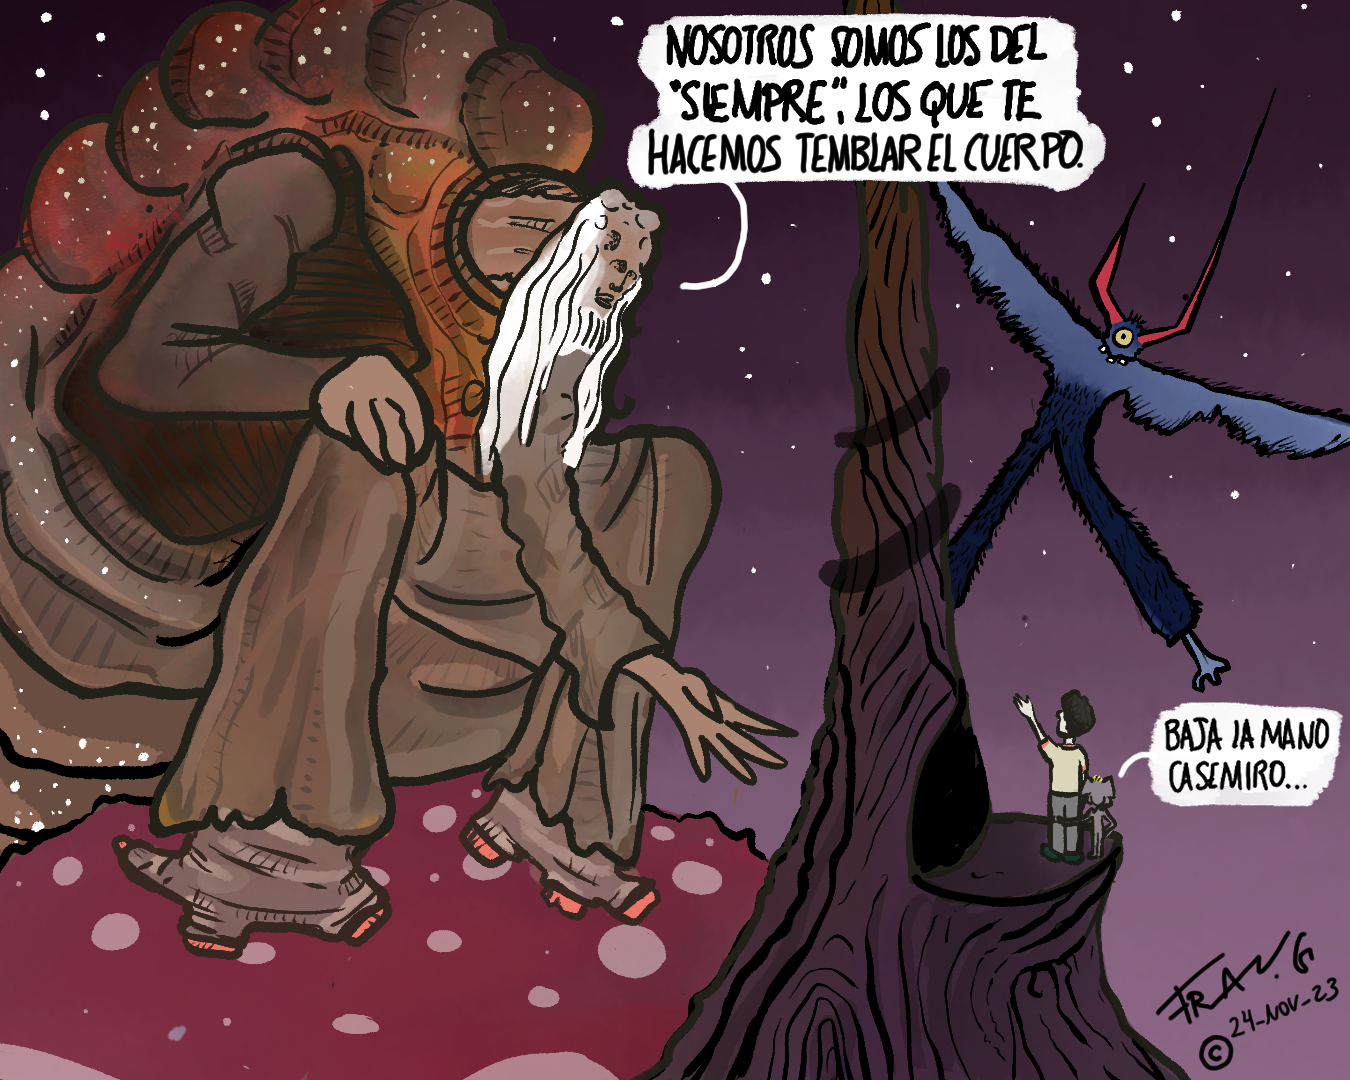 NOSOTROS SOMOS LOS DEL
"SIEMPRE", LOS QUE TE
HACEMOS TEMBLAR EL CUERPO.
BAJA LA MANO
CASEMIRO...
FRAN. G
© 24-NOV-23